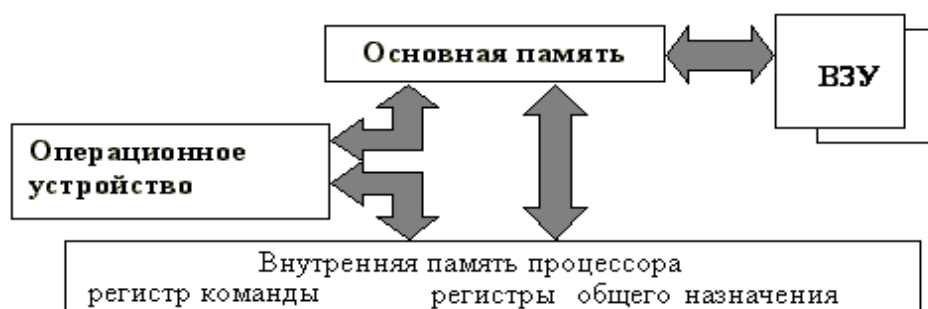 Основная память
ВЗУ
Операционное
устройство
Внутренняя память процессора
регистр команды регистры общего назначения